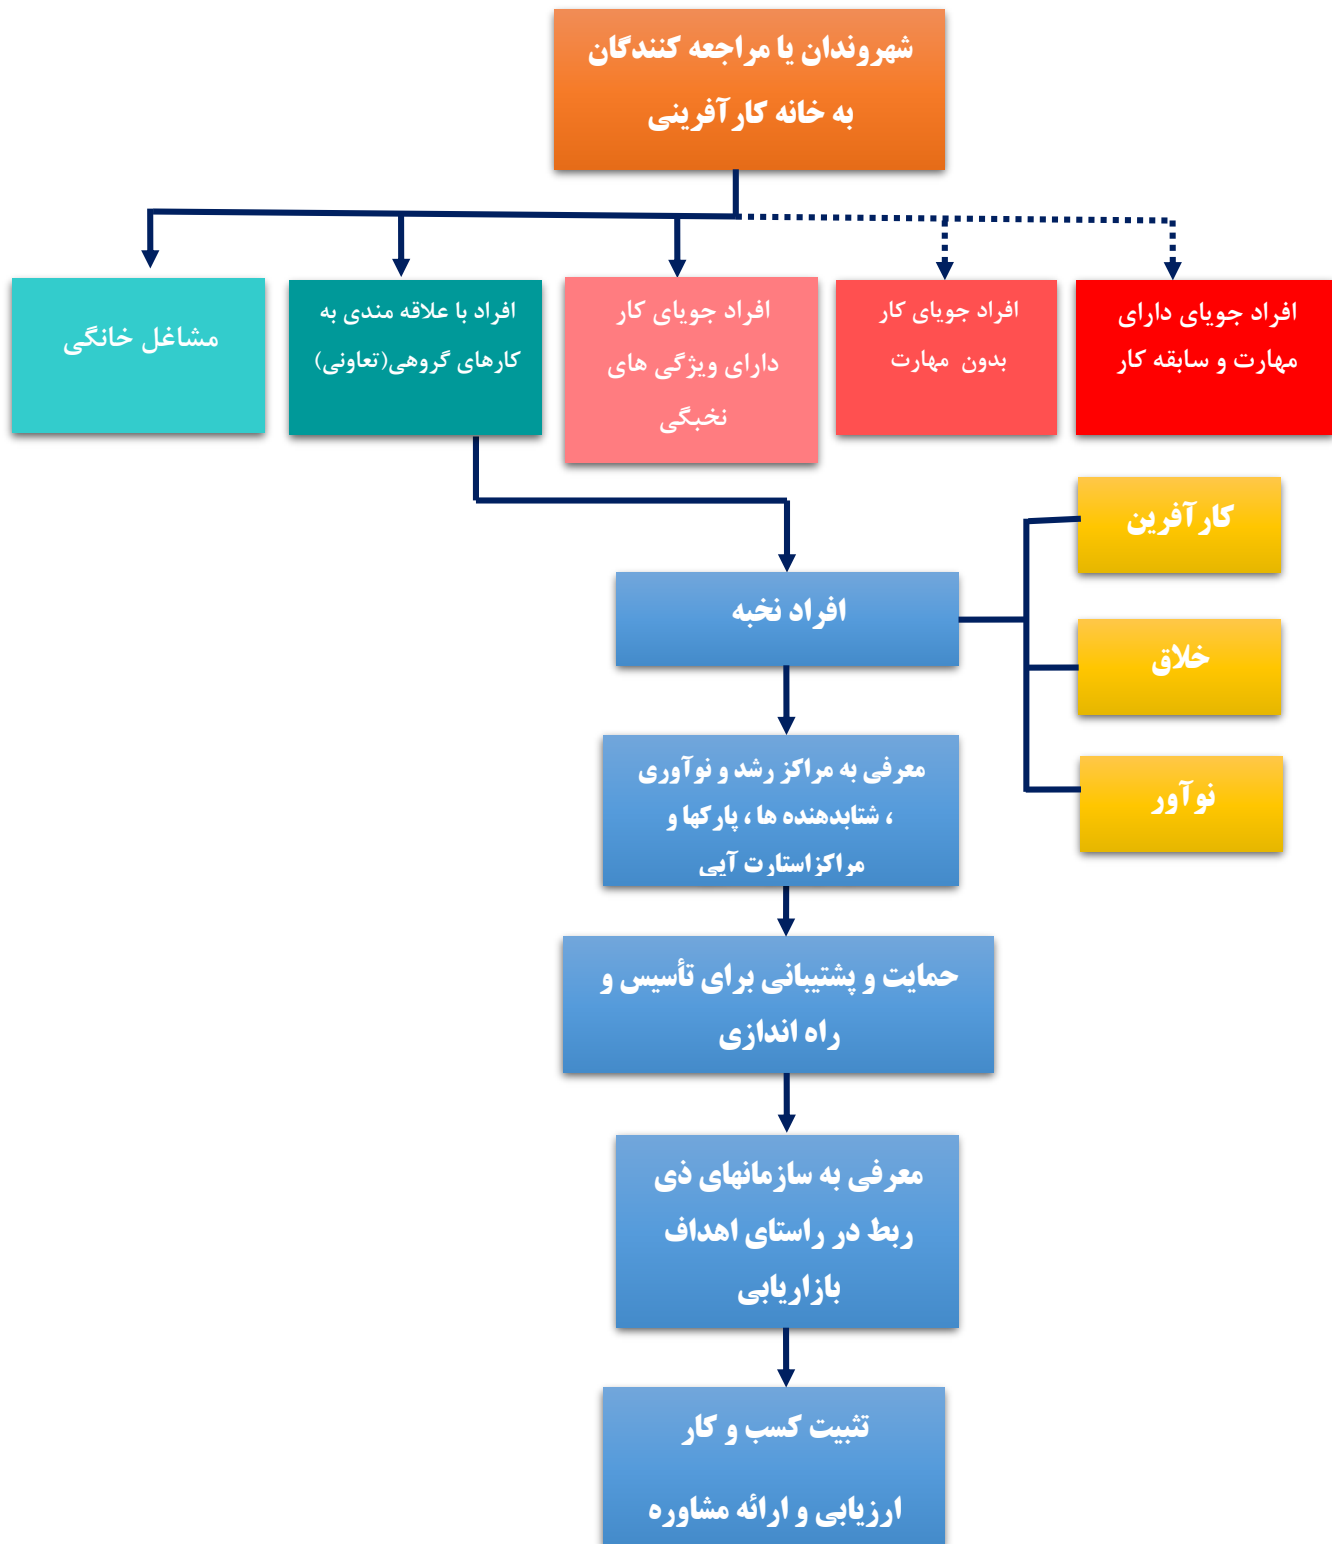 شهروندان یا مراجعه کنندگان
به خانه کارآفرینی
افراد جویای دارای
مهارت و سابقه کار
افراد جویای کار
بدون مهارت
افراد جویای کار
دارای ویژگی های
نخبگی
افراد با علاقه مندی به
کارهای گروهی(تعاونی)
مشاغل خانگی
کارآفرین
خلاق
نوآور
افراد نخبه
معرفی به مراکز رشد و نوآوری
، شتابدهنده ها ، پارکها و
مراکزاستارت آپی
حمایت و پشتیبانی برای تأسیس و
راه اندازی
معرفی به سازمانهای ذی
ربط در راستای اهداف
بازاریابی
تثبیت کسب و کار
ارزیابی و ارائه مشاوره